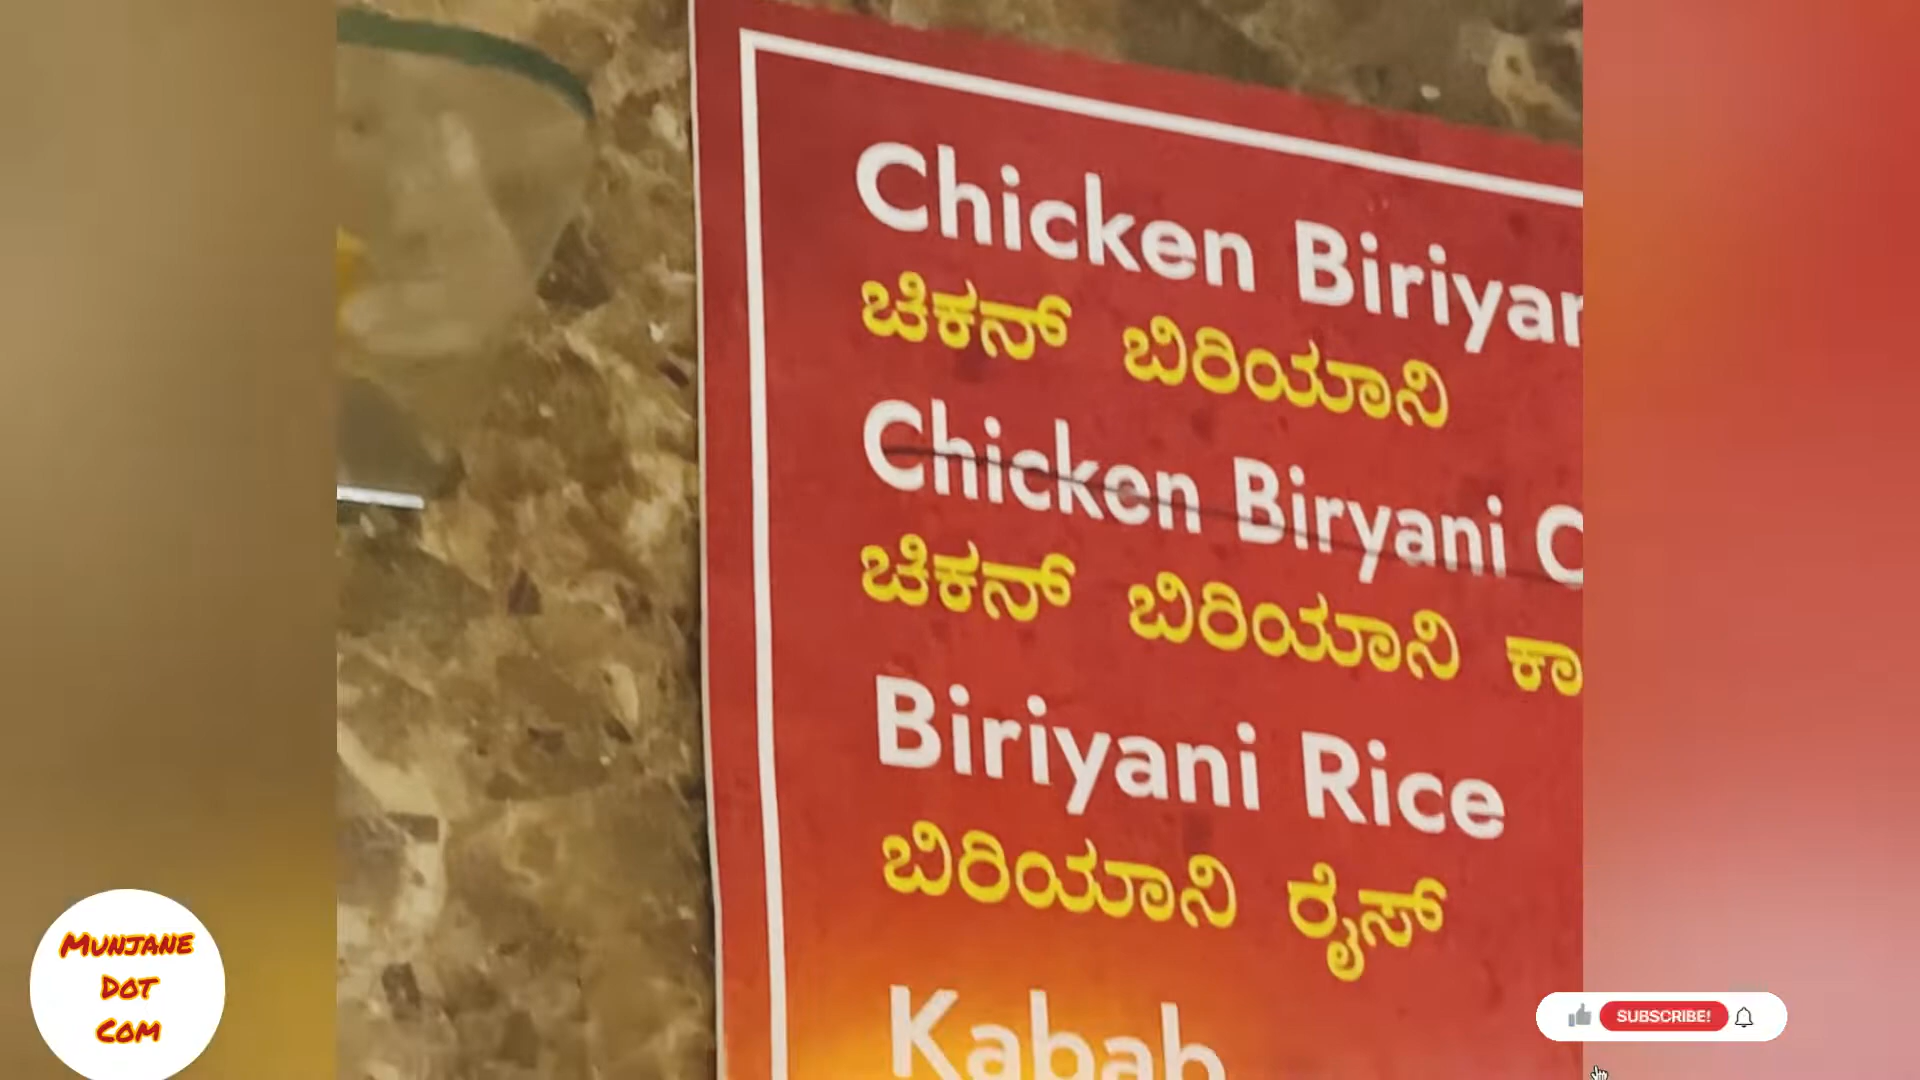 Chicken Biriyan
ಚಿಕನ್ ಬಿರಿಯಾನಿ
Chicken Biryani C
ಚಿಕನ್ ಬಿರಿಯಾನಿ ಕಾ
Biriyani Rice
ಬಿರಿಯಾನಿ ರೈಸ್
Kabab
MUNJANE
DOT
COM
SUBSCRIBE!